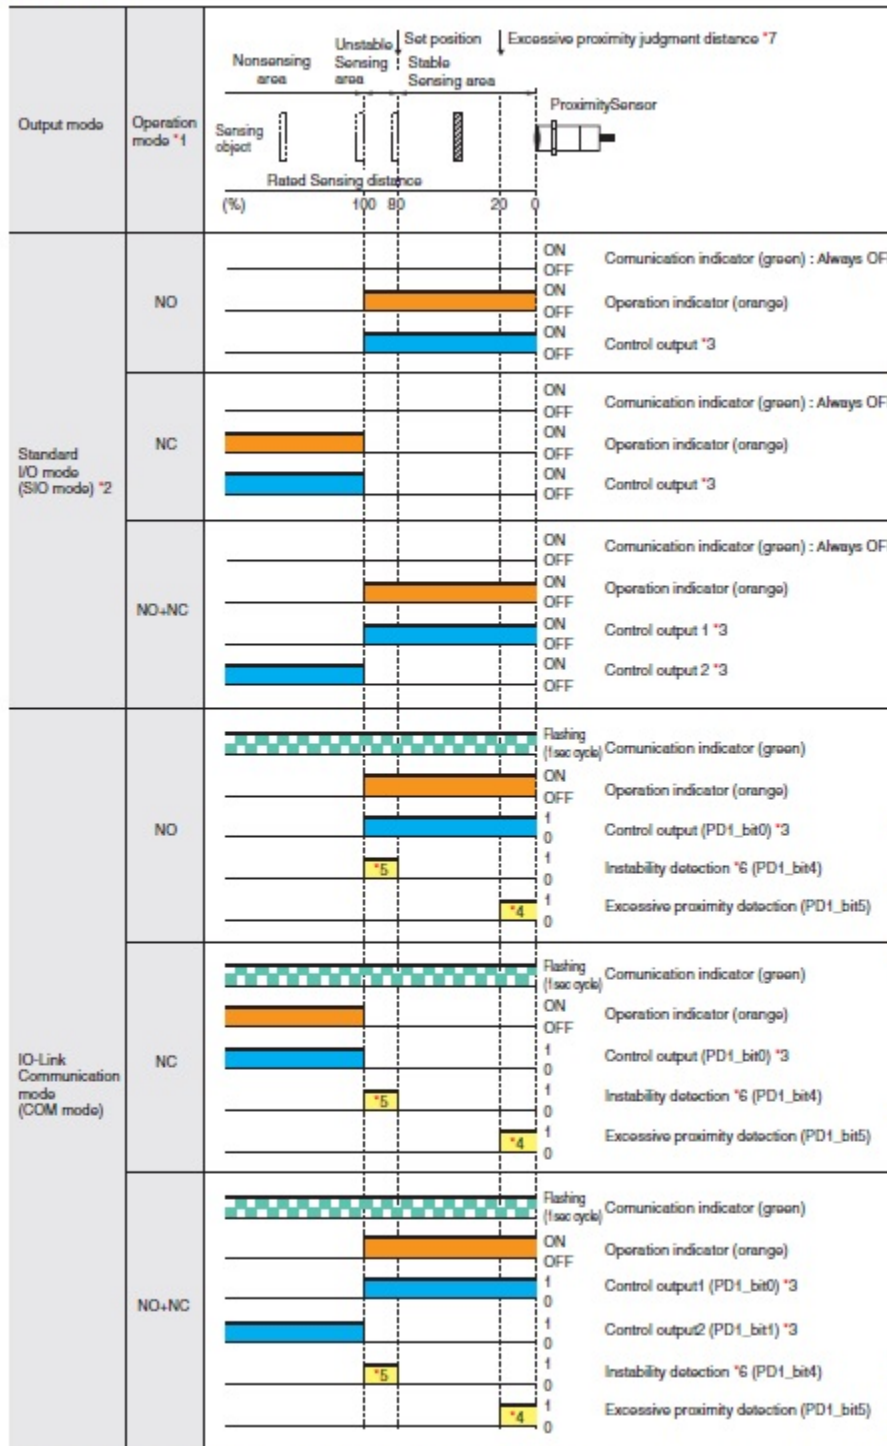 Output mode
Operation
mode *1
Nonsensing
area
Unstable
Sensing
area
Set position
Stable
Sensing area
Excessive proximity judgment distance *7
ProximitySensor
Sensing
object
Rated Sensing distance
(%) 100 80 20 0
Standard
I/O mode
(SIO mode) *2
NO
ON
OFF
Comunication indicator (green) : Always OF
ON
OFF
Operation indicator (orange)
ON
OFF
Control output *3
NC
ON
OFF
Comunication indicator (green) : Always OF
ON
OFF
Operation indicator (orange)
ON
OFF
Control output *3
NO+NC
ON
OFF
Comunication indicator (green) : Always OF
ON
OFF
Operation indicator (orange)
ON
OFF
Control output 1 *3
ON
OFF
Control output 2 *3
IO-Link
Communication
mode
(COM mode)
NO
Flashing
(1sec cycle)
Comunication indicator (green)
ON
OFF
Operation indicator (orange)
1
0
Control output (PD1_bit0) *3
*5
1
0
Instability detection *6 (PD1_bit4)
*4
1
0
Excessive proximity detection (PD1_bit5)
NC
Flashing
(1sec cycle)
Comunication indicator (green)
ON
OFF
Operation indicator (orange)
1
0
Control output (PD1_bit0) *3
*5
1
0
Instability detection *6 (PD1_bit4)
*4
1
0
Excessive proximity detection (PD1_bit5)
NO+NC
Flashing
(1sec cycle)
Comunication indicator (green)
ON
OFF
Operation indicator (orange)
1
0
Control output1 (PD1_bit0) *3
1
0
Control output2 (PD1_bit1) *3
*5
1
0
Instability detection *6 (PD1_bit4)
*4
1
0
Excessive proximity detection (PD1_bit5)